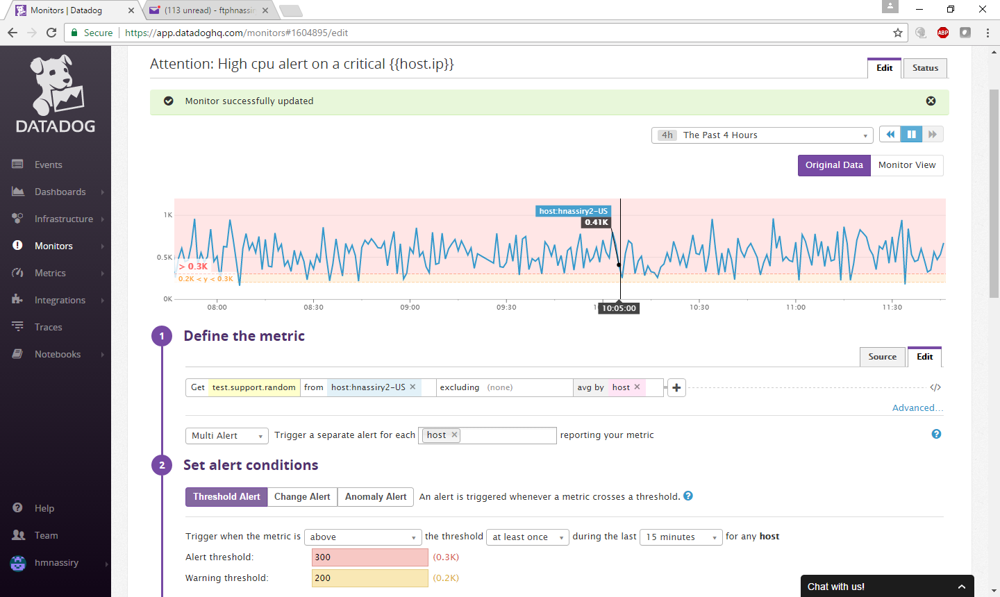 Monitors | Datadog
(113 unread) - ftphnassi
Secure https://app.datadoghq.com/monitors#1604895/edit
ABP
DATADOG
Events
Dashboards
Infrastructure
Monitors
Metrics
Integrations
Traces
Notebooks
Help
Team
hmnassiry
Attention: High cpu alert on a critical {{host.ip}}
Edit Status
Monitor successfully updated
4h The Past 4 Hours
Original Data Monitor View
1K
host:hnassiry2-US
0.41K
0.5K
> 0.3K
0.2K < y < 0.3K
0K
08:00 08:30 09:00 09:30 10:05:00 10:30 11:00 11:30
1 Define the metric
Source Edit
Get test.support.random from host:hnassiry2-US × excluding (none) avg by host × + </>
Advanced...
Multi Alert Trigger a separate alert for each host × reporting your metric ?
2 Set alert conditions
Threshold Alert Change Alert Anomaly Alert An alert is triggered whenever a metric crosses a threshold. ?
Trigger when the metric is above the threshold at least once during the last 15 minutes for any host
Alert threshold: 300 (0.3K)
Warning threshold: 200 (0.2K)
Chat with us!